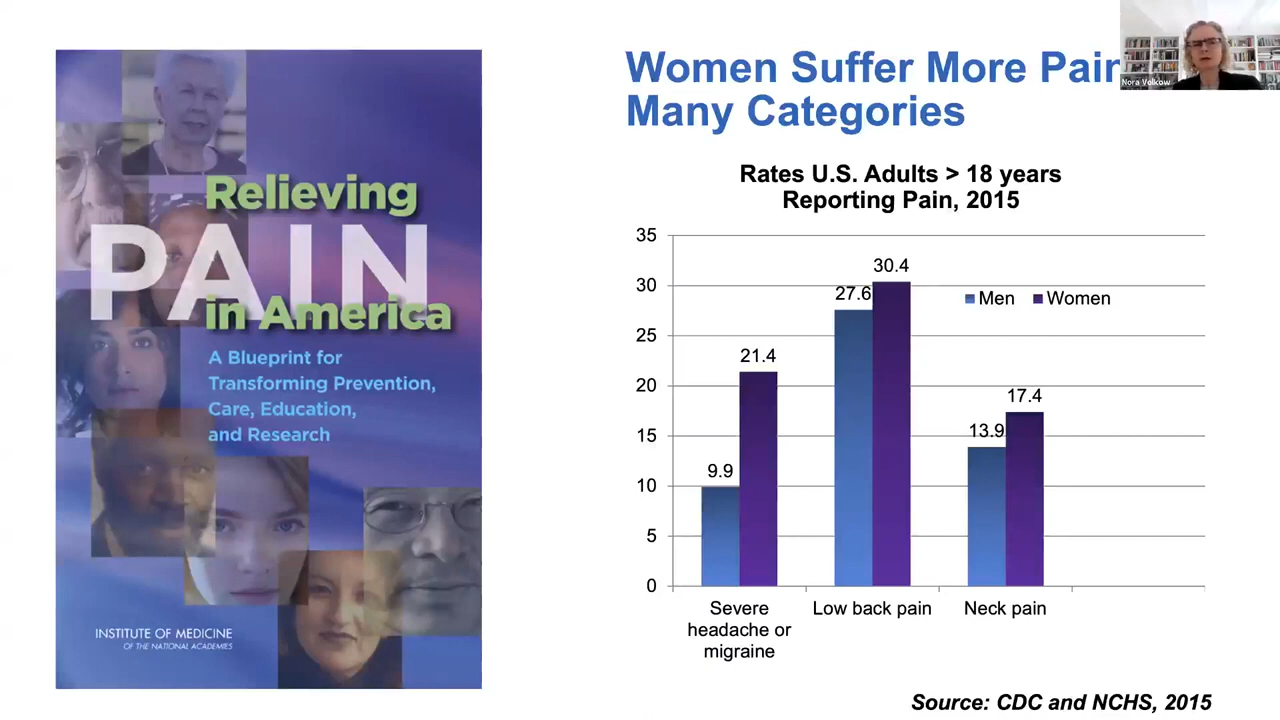 Relieving
PAIN
in America
A Blueprint for
Transforming Prevention,
Care, Education,
and Research
INSTITUTE OF MEDICINE
OF THE NATIONAL ACADEMIES
Women Suffer More Pain
Many Categories
Nora Volkow
Rates U.S. Adults > 18 years
Reporting Pain, 2015
35
30
25
20
15
10
5
0
9.9
21.4
27.6
30.4
13.9
17.4
Men
Women
Severe
headache or
migraine
Low back pain
Neck pain
Source: CDC and NCHS, 2015